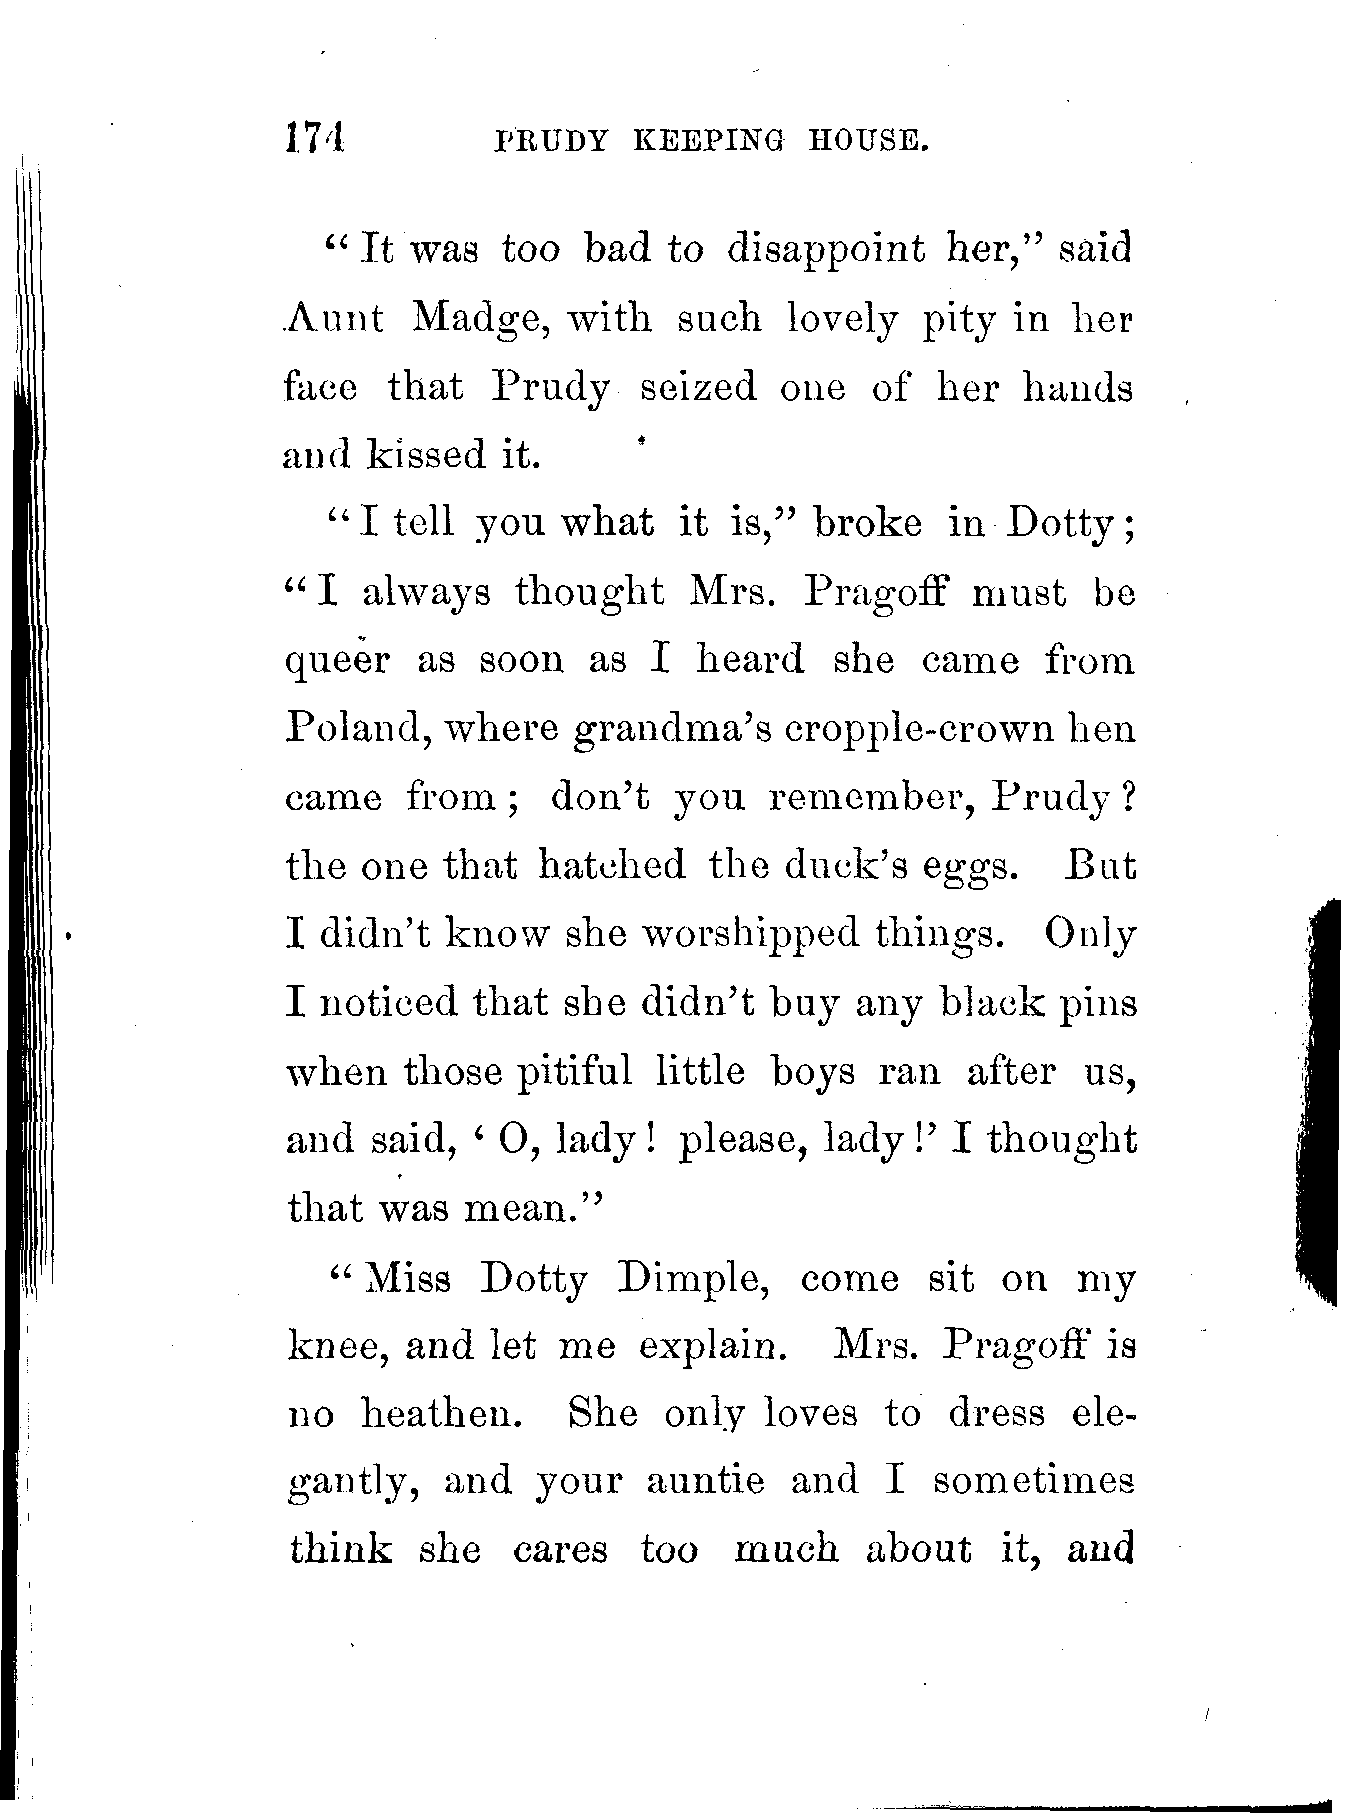 174 PRUDY KEEPING HOUSE.
“ It was too bad to disappoint her,” said
Aunt Madge, with such lovely pity in her
face that Prudy seized one of her hands
and kissed it.
“ I tell you what it is,” broke in Dotty;
“ I always thought Mrs. Pragoff must be
queer as soon as I heard she came from
Poland, where grandma’s cropple-crown hen
came from; don’t you remember, Prudy?
the one that hatched the duck’s eggs. But
I didn’t know she worshipped things. Only
I noticed that she didn’t buy any black pins
when those pitiful little boys ran after us,
and said, ‘ O, lady! please, lady!’ I thought
that was mean.”
“ Miss Dotty Dimple, come sit on my
knee, and let me explain. Mrs. Pragoff is
no heathen. She only loves to dress ele-
gantly, and your auntie and I sometimes
think she cares too much about it, and